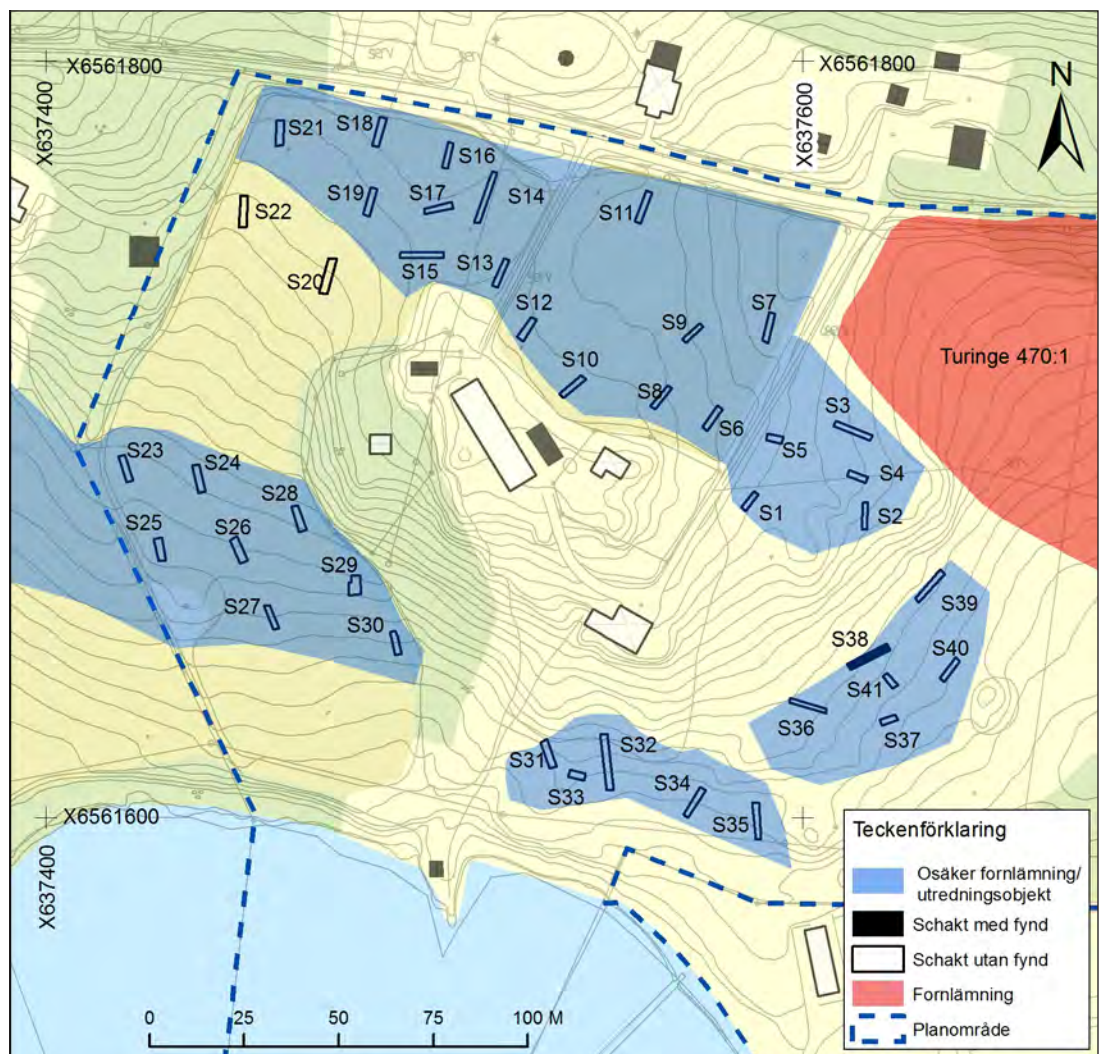 X6561800
X6561800
X637400
X637600
N
serv
serv
S21
S18
S16
S14
S17
S19
S11
S22
S15
S13
serv
S20
S12
S9
S7
Turinge 470:1
S10
S8
S6
S3
S5
S4
S1
S2
S23
S24
S28
S25
S26
S29
S27
S30
S39
S38
S40
S41
S36
S37
S31
S32
S33
S34
S35
X6561600
X637400
Teckenförklaring
Osäker fornlämning/
utredningsobjekt
Schakt med fynd
Schakt utan fynd
Fornlämning
Planområde
0 25 50 75 100 M